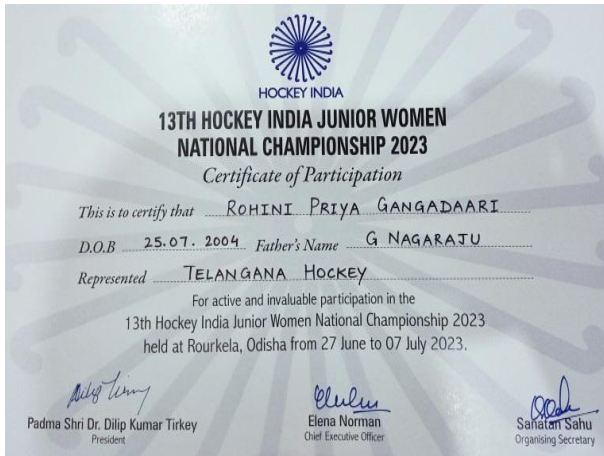 HOCKEY INDIA
13TH HOCKEY INDIA JUNIOR WOMEN
NATIONAL CHAMPIONSHIP 2023
Certificate of Participation
This is to certify that ROHINI PRIYA GANGADAARI
D.O.B 25.07.2004 Father's Name G NAGARAJU
Represented TELANGANA HOCKEY
For active and invaluable participation in the
13th Hockey India Junior Women National Championship 2023
held at Rourkela, Odisha from 27 June to 07 July 2023.
Dilip Tirkey
Padma Shri Dr. Dilip Kumar Tirkey
President
Elena Norman
Chief Executive Officer
Sanatan Sahu
Organising Secretary